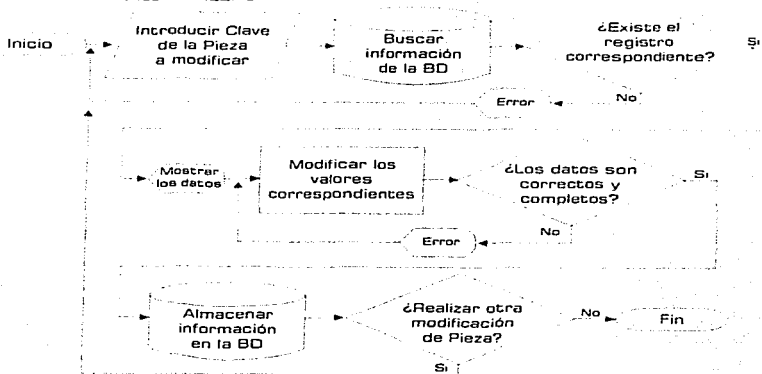 Inicio
Introducir Clave
de la Pieza
a modificar
Buscar
información
de la BD
¿Existe el
registro
correspondiente?
Si
No
Error
Mostrar
los datos
Modificar los
valores
correspondientes
¿Los datos son
correctos y
completos?
Si
No
Error
Almacenar
información
en la BD
¿Realizar otra
modificación
de Pieza?
No
Fin
Si